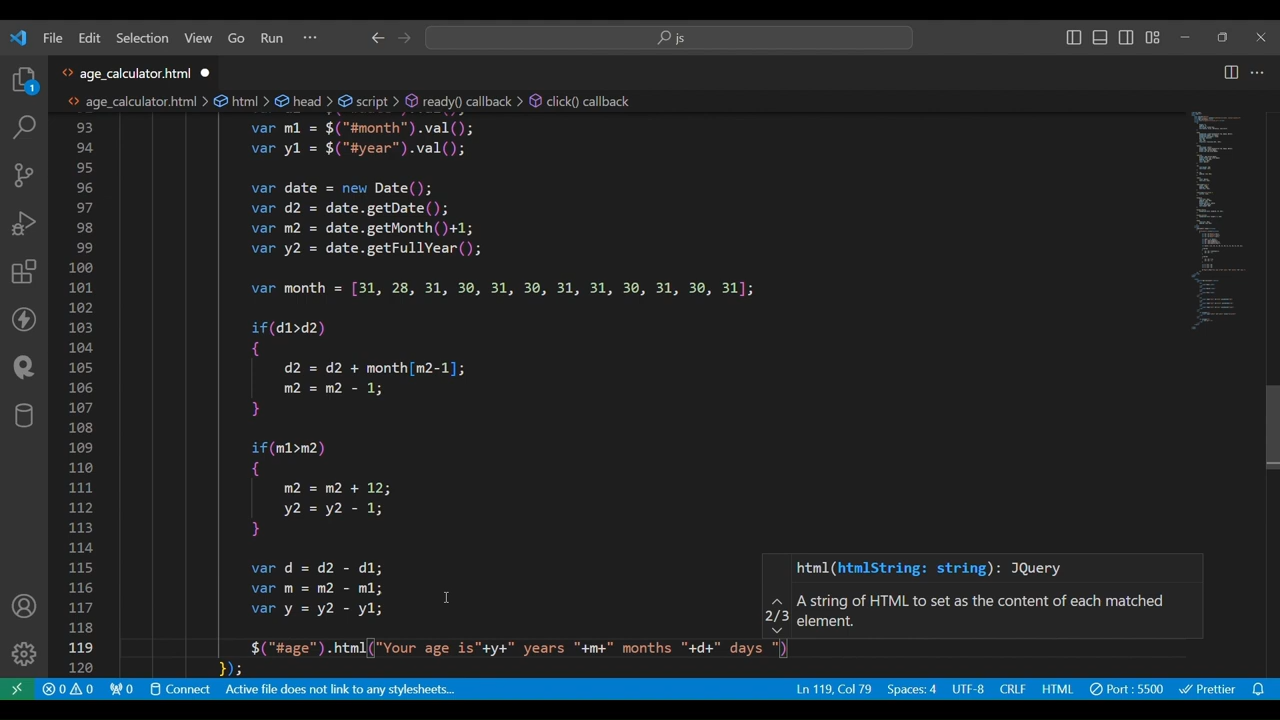 File Edit Selection View Go Run ··· js
age_calculator.html
age_calculator.html > html > head > script > ready() callback > click() callback
93 var m1 = $("#month").val();
94 var y1 = $("#year").val();
95
96 var date = new Date();
97 var d2 = date.getDate();
98 var m2 = date.getMonth()+1;
99 var y2 = date.getFullYear();
100
101 var month = [31, 28, 31, 30, 31, 30, 31, 31, 30, 31, 30, 31];
102
103 if(d1>d2)
104 {
105 d2 = d2 + month[m2-1];
106 m2 = m2 - 1;
107 }
108
109 if(m1>m2)
110 {
111 m2 = m2 + 12;
112 y2 = y2 - 1;
113 }
114
115 var d = d2 - d1;
116 var m = m2 - m1;
117 var y = y2 - y1;
118
119 $("#age").html("Your age is"+y+" years "+m+" months "+d+" days ")
120 });
html(htmlString: string): JQuery
2/3
A string of HTML to set as the content of each matched
element.
1
0 0 0 Connect Active file does not link to any stylesheets... Ln 119, Col 79 Spaces: 4 UTF-8 CRLF HTML Port : 5500 Prettier